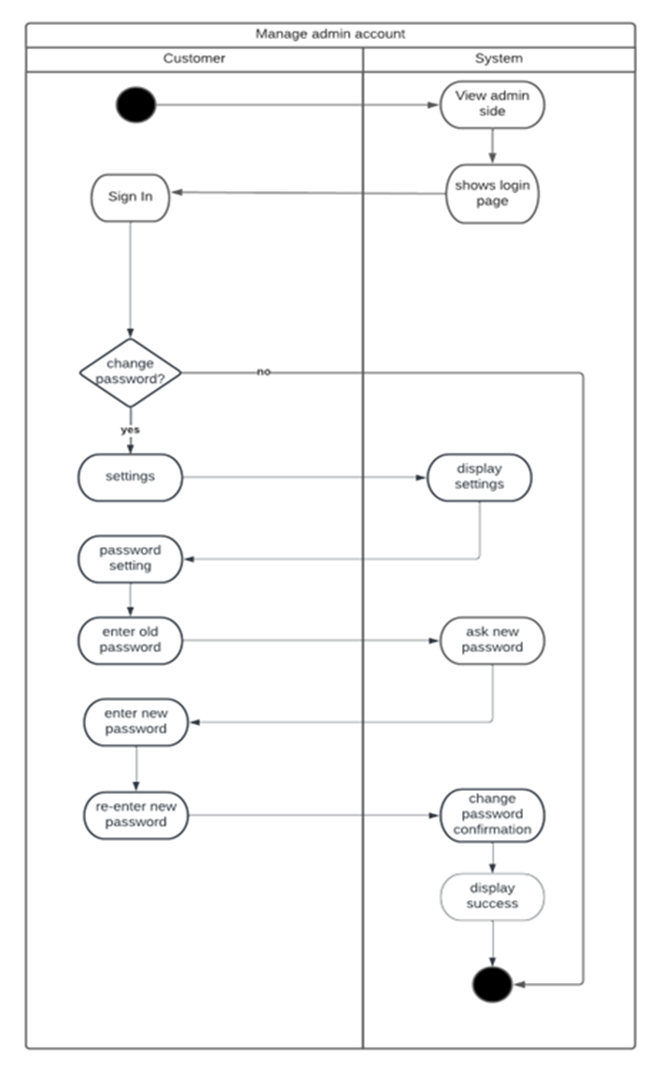 Manage admin account
Customer
System
View admin
side
shows login
page
Sign In
change
password?
no
yes
settings
display
settings
password
setting
enter old
password
ask new
password
enter new
password
re-enter new
password
change
password
confirmation
display
success